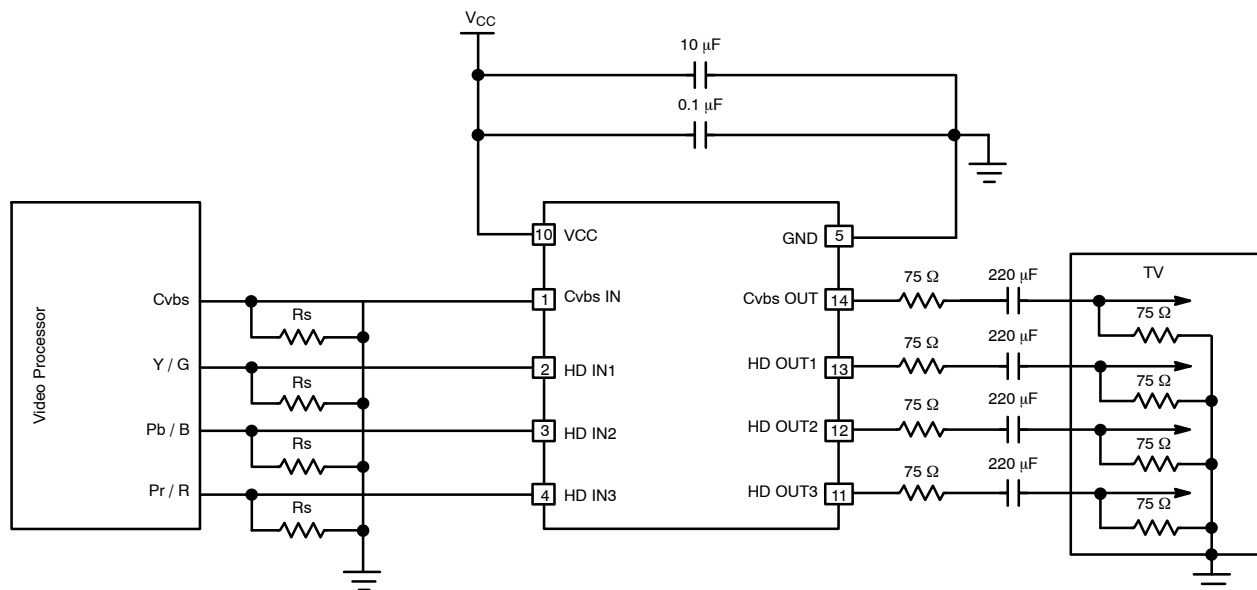 VCC
10 μF
0.1 μF
10 VCC
GND 5
Video Processor
Cvbs
Rs
1 Cvbs IN
Cvbs OUT 14
75 Ω
220 μF
TV
75 Ω
Y / G
Rs
2 HD IN1
HD OUT1 13
75 Ω
220 μF
75 Ω
Pb / B
Rs
3 HD IN2
HD OUT2 12
75 Ω
220 μF
75 Ω
Pr / R
Rs
4 HD IN3
HD OUT3 11
75 Ω
220 μF
75 Ω